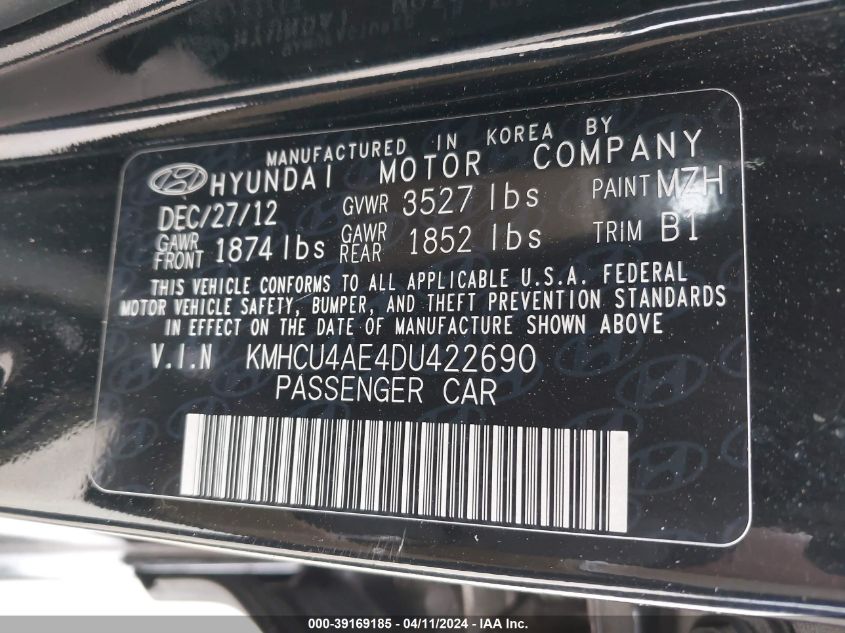 MANUFACTURED IN KOREA BY
HYUNDAI MOTOR COMPANY
DEC/27/12 GVWR 3527 lbs PAINT MZH
GAWR FRONT 1874 lbs GAWR REAR 1852 lbs TRIM B1
THIS VEHICLE CONFORMS TO ALL APPLICABLE U.S.A. FEDERAL
MOTOR VEHICLE SAFETY, BUMPER, AND THEFT PREVENTION STANDARDS
IN EFFECT ON THE DATE OF MANUFACTURE SHOWN ABOVE
V.I.N KMHCU4AE4DU422690
PASSENGER CAR
000-39169185 - 04/11/2024 - IAA Inc.